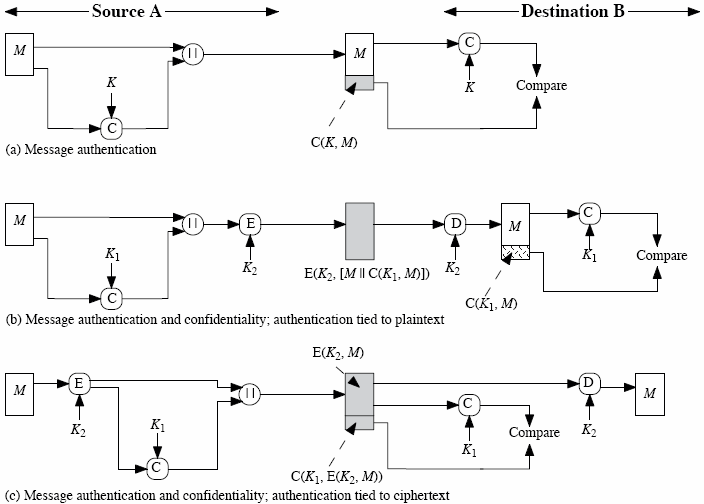 Source A
Destination B
M
||
K
C
M
C(K, M)
C
K
Compare
(a) Message authentication
M
||
E
K1
C
K2
E(K2, [M || C(K1, M)])
D
K2
M
C(K1, M)
C
K1
Compare
(b) Message authentication and confidentiality; authentication tied to plaintext
M
E
K2
K1
C
||
E(K2, M)
C(K1, E(K2, M))
C
K1
Compare
D
K2
M
(c) Message authentication and confidentiality; authentication tied to ciphertext